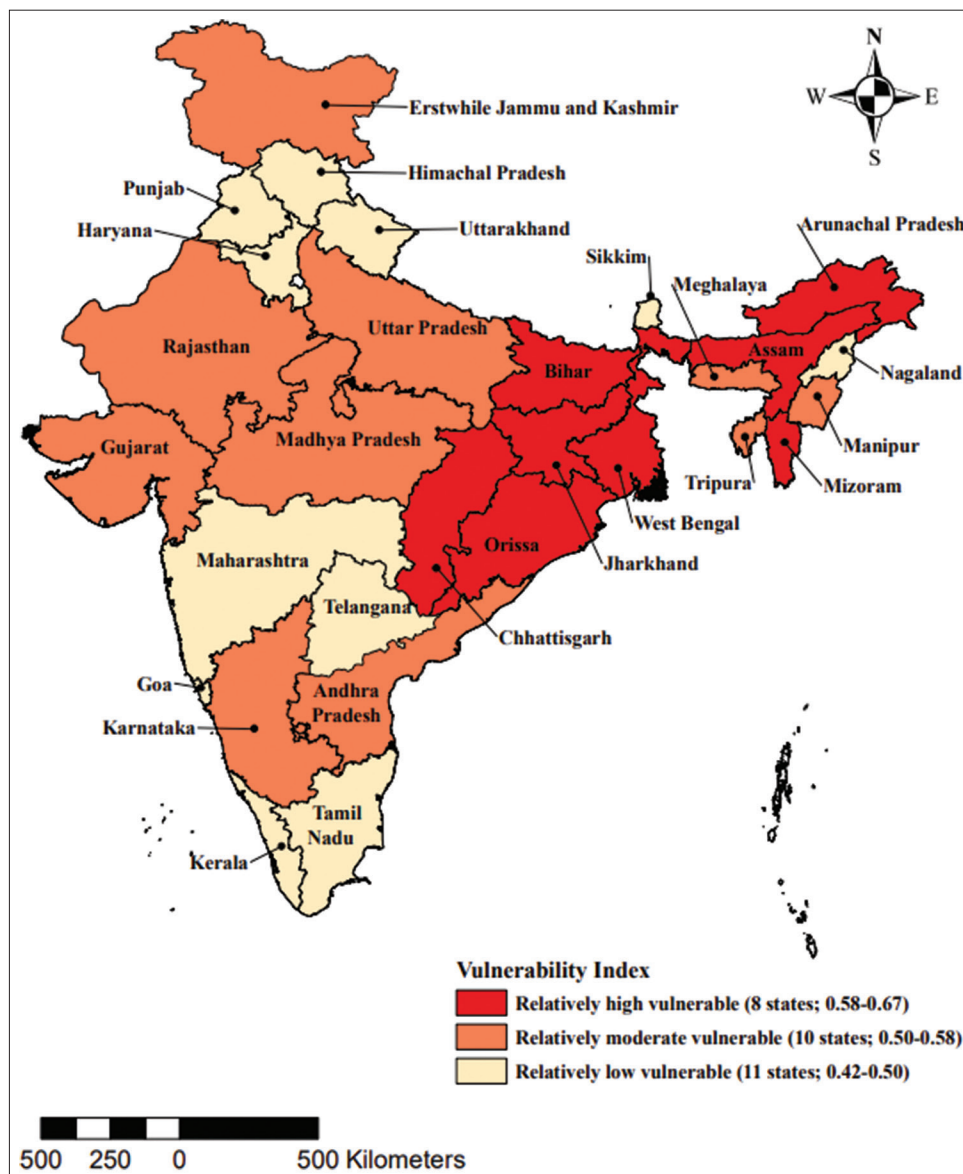 N
W
E
S
Erstwhile Jammu and Kashmir
Himachal Pradesh
Punjab
Haryana
Uttarakhand
Arunachal Pradesh
Sikkim
Meghalaya
Uttar Pradesh
Rajasthan
Assam
Bihar
Nagaland
Gujarat
Madhya Pradesh
Manipur
Tripura
Mizoram
West Bengal
Orissa
Maharashtra
Jharkhand
Telangana
Chhattisgarh
Goa
Andhra
Pradesh
Karnataka
Tamil
Nadu
Kerala
Vulnerability Index
Relatively high vulnerable (8 states; 0.58-0.67)
Relatively moderate vulnerable (10 states; 0.50-0.58)
Relatively low vulnerable (11 states; 0.42-0.50)
500 250 0 500 Kilometers